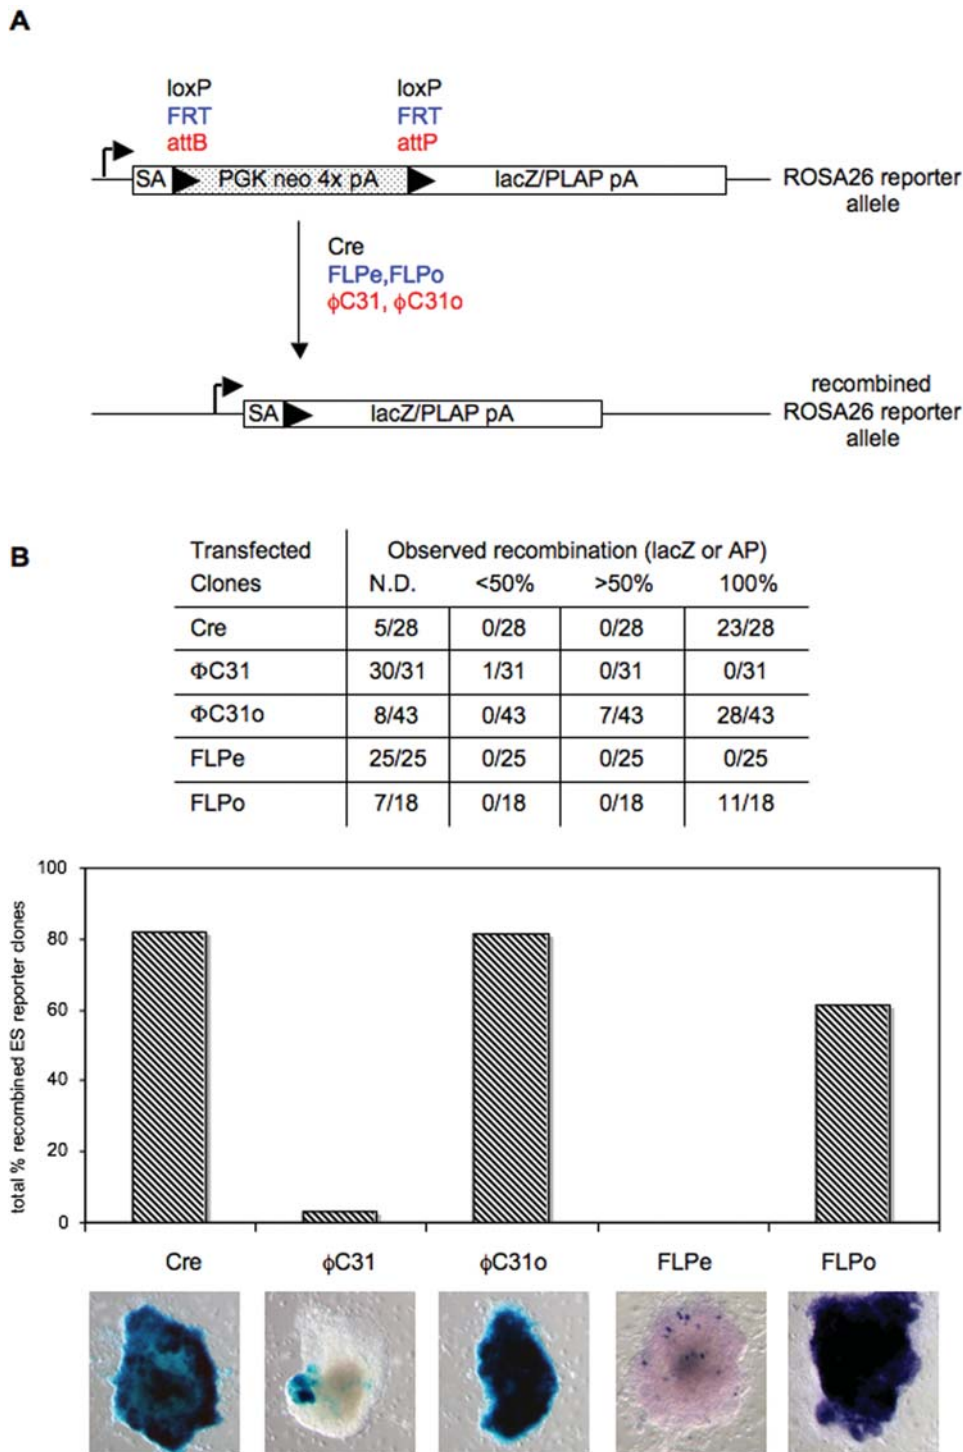 A
loxP
FRT
attB
loxP
FRT
attP
SA
PGK neo 4x pA
lacZ/PLAP pA
ROSA26 reporter
allele
Cre
FLPe,FLPo
ϕC31, ϕC31o
SA
lacZ/PLAP pA
recombined
ROSA26 reporter
allele
B
Transfected Observed recombination (lacZ or AP)
Clones N.D. <50% >50% 100%
Cre 5/28 0/28 0/28 23/28
ΦC31 30/31 1/31 0/31 0/31
ΦC31o 8/43 0/43 7/43 28/43
FLPe 25/25 0/25 0/25 0/25
FLPo 7/18 0/18 0/18 11/18
total % recombined ES reporter clones
100
80
60
40
20
0
Cre ϕC31 ϕC31o FLPe FLPo